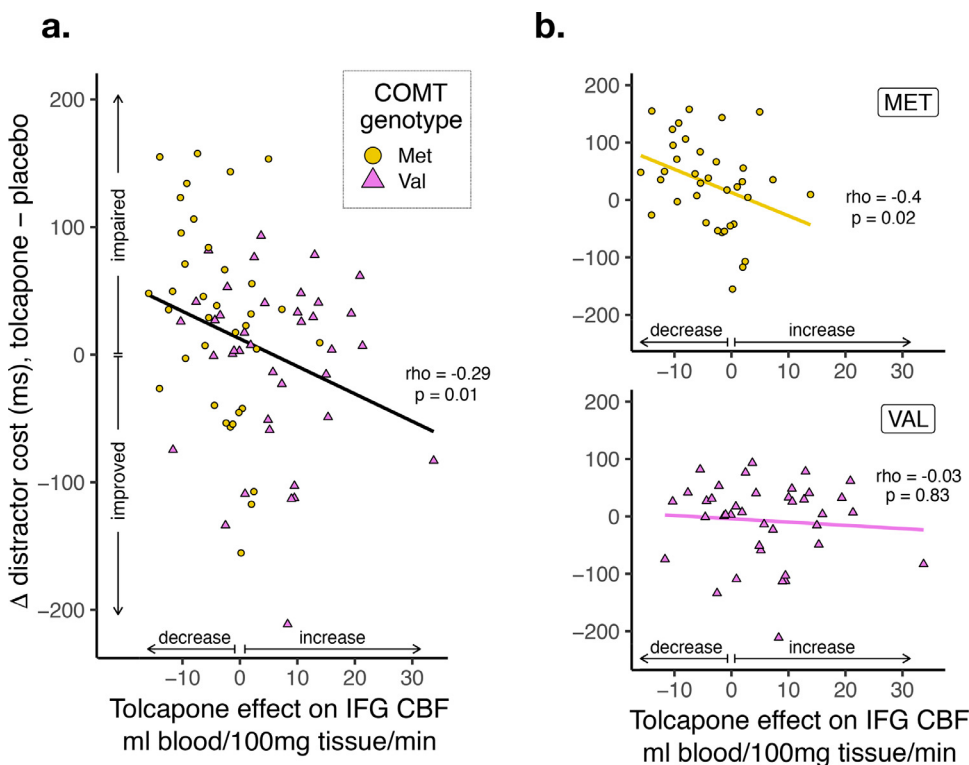 a.
200
100
0
−100
−200
Δ distractor cost (ms), tolcapone − placebo
impaired
improved
COMT
genotype
Met
Val
rho = -0.29
p = 0.01
decrease
increase
−10 0 10 20 30
Tolcapone effect on IFG CBF
ml blood/100mg tissue/min
b.
200
100
0
−100
−200
MET
rho = -0.4
p = 0.02
decrease
increase
−10 0 10 20 30
200
100
0
−100
−200
VAL
rho = -0.03
p = 0.83
decrease
increase
−10 0 10 20 30
Tolcapone effect on IFG CBF
ml blood/100mg tissue/min